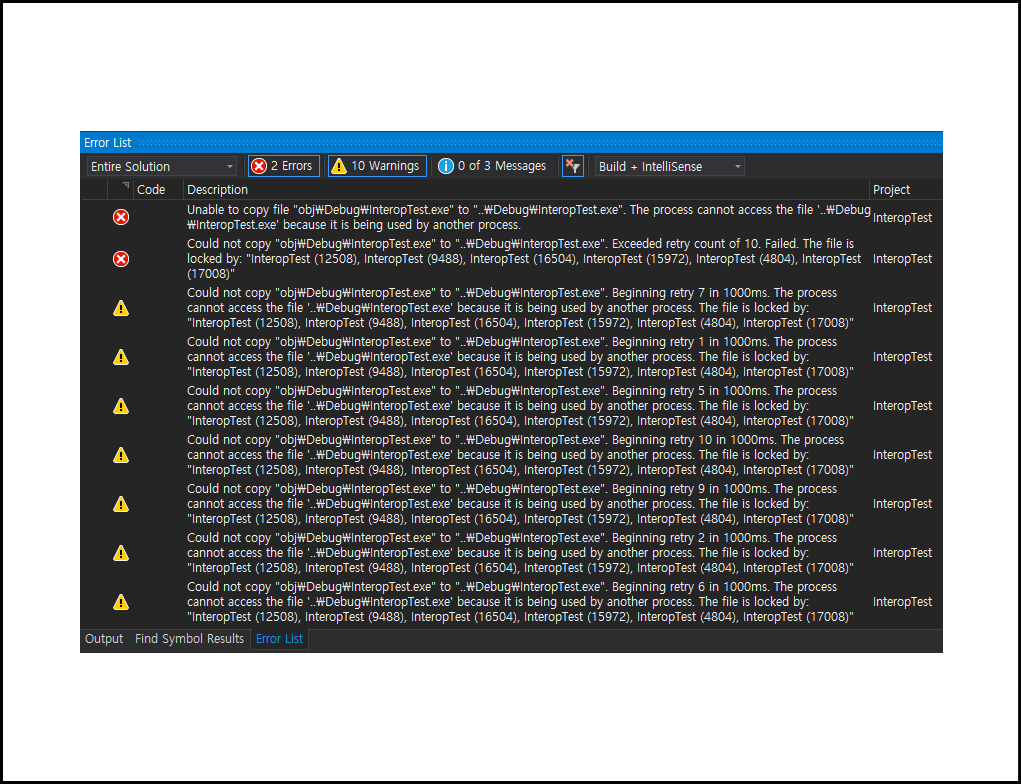 Error List
Entire Solution 2 Errors 10 Warnings 0 of 3 Messages Build + IntelliSense
Code Description Project
Unable to copy file "obj₩Debug₩InteropTest.exe" to "..₩Debug₩InteropTest.exe". The process cannot access the file '..₩Debug
₩InteropTest.exe' because it is being used by another process.
InteropTest
Could not copy "obj₩Debug₩InteropTest.exe" to "..₩Debug₩InteropTest.exe". Exceeded retry count of 10. Failed. The file is
locked by: "InteropTest (12508), InteropTest (9488), InteropTest (16504), InteropTest (15972), InteropTest (4804), InteropTest
(17008)"
InteropTest
Could not copy "obj₩Debug₩InteropTest.exe" to "..₩Debug₩InteropTest.exe". Beginning retry 7 in 1000ms. The process
cannot access the file '..₩Debug₩InteropTest.exe' because it is being used by another process. The file is locked by:
"InteropTest (12508), InteropTest (9488), InteropTest (16504), InteropTest (15972), InteropTest (4804), InteropTest (17008)"
InteropTest
Could not copy "obj₩Debug₩InteropTest.exe" to "..₩Debug₩InteropTest.exe". Beginning retry 1 in 1000ms. The process
cannot access the file '..₩Debug₩InteropTest.exe' because it is being used by another process. The file is locked by:
"InteropTest (12508), InteropTest (9488), InteropTest (16504), InteropTest (15972), InteropTest (4804), InteropTest (17008)"
InteropTest
Could not copy "obj₩Debug₩InteropTest.exe" to "..₩Debug₩InteropTest.exe". Beginning retry 5 in 1000ms. The process
cannot access the file '..₩Debug₩InteropTest.exe' because it is being used by another process. The file is locked by:
"InteropTest (12508), InteropTest (9488), InteropTest (16504), InteropTest (15972), InteropTest (4804), InteropTest (17008)"
InteropTest
Could not copy "obj₩Debug₩InteropTest.exe" to "..₩Debug₩InteropTest.exe". Beginning retry 10 in 1000ms. The process
cannot access the file '..₩Debug₩InteropTest.exe' because it is being used by another process. The file is locked by:
"InteropTest (12508), InteropTest (9488), InteropTest (16504), InteropTest (15972), InteropTest (4804), InteropTest (17008)"
InteropTest
Could not copy "obj₩Debug₩InteropTest.exe" to "..₩Debug₩InteropTest.exe". Beginning retry 9 in 1000ms. The process
cannot access the file '..₩Debug₩InteropTest.exe' because it is being used by another process. The file is locked by:
"InteropTest (12508), InteropTest (9488), InteropTest (16504), InteropTest (15972), InteropTest (4804), InteropTest (17008)"
InteropTest
Could not copy "obj₩Debug₩InteropTest.exe" to "..₩Debug₩InteropTest.exe". Beginning retry 2 in 1000ms. The process
cannot access the file '..₩Debug₩InteropTest.exe' because it is being used by another process. The file is locked by:
"InteropTest (12508), InteropTest (9488), InteropTest (16504), InteropTest (15972), InteropTest (4804), InteropTest (17008)"
InteropTest
Could not copy "obj₩Debug₩InteropTest.exe" to "..₩Debug₩InteropTest.exe". Beginning retry 6 in 1000ms. The process
cannot access the file '..₩Debug₩InteropTest.exe' because it is being used by another process. The file is locked by:
"InteropTest (12508), InteropTest (9488), InteropTest (16504), InteropTest (15972), InteropTest (4804), InteropTest (17008)"
InteropTest
Output Find Symbol Results Error List